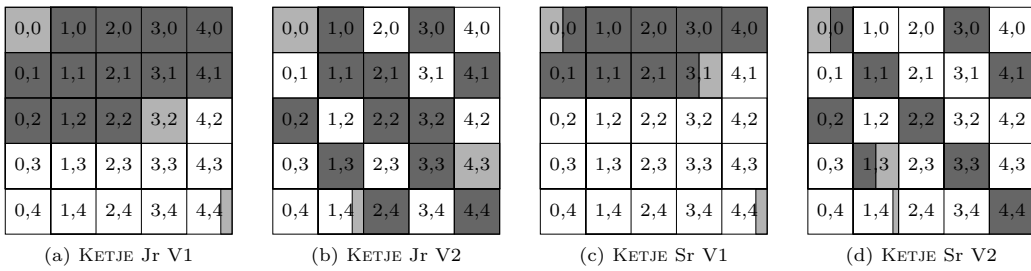 0,0 1,0 2,0 3,0 4,0 0,0 1,0 2,0 3,0 4,0 0,0 1,0 2,0 3,0 4,0 0,0 1,0 2,0 3,0 4,0
0,1 1,1 2,1 3,1 4,1 0,1 1,1 2,1 3,1 4,1 0,1 1,1 2,1 3,1 4,1 0,1 1,1 2,1 3,1 4,1
0,2 1,2 2,2 3,2 4,2 0,2 1,2 2,2 3,2 4,2 0,2 1,2 2,2 3,2 4,2 0,2 1,2 2,2 3,2 4,2
0,3 1,3 2,3 3,3 4,3 0,3 1,3 2,3 3,3 4,3 0,3 1,3 2,3 3,3 4,3 0,3 1,3 2,3 3,3 4,3
0,4 1,4 2,4 3,4 4,4 0,4 1,4 2,4 3,4 4,4 0,4 1,4 2,4 3,4 4,4 0,4 1,4 2,4 3,4 4,4
(a) KETJE Jr V1 (b) KETJE Jr V2 (c) KETJE Sr V1 (d) KETJE Sr V2